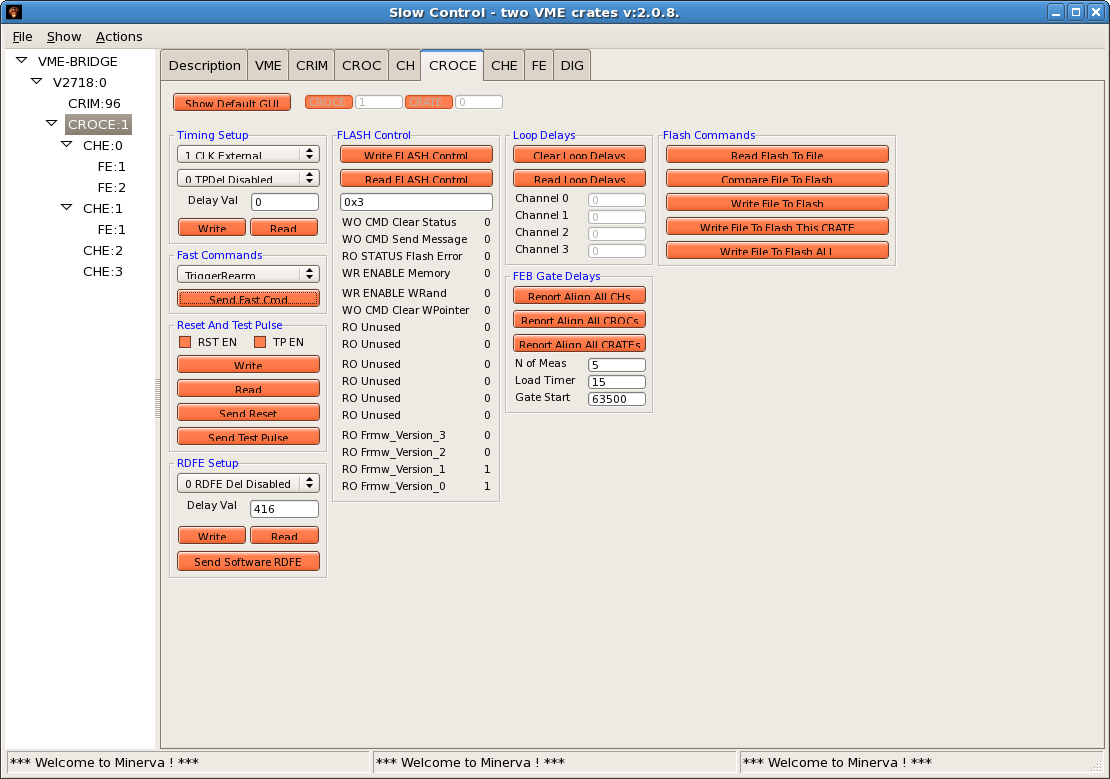 Slow Control - two VME crates v:2.0.8.
File Show Actions
VME-BRIDGE
V2718:0
CRIM:96
CROCE:1
CHE:0
FE:1
FE:2
CHE:1
FE:1
CHE:2
CHE:3
Description VME CRIM CROC CH CROCE CHE FE DIG
Show Default GUI CROCE 1 CRATE 0
Timing Setup
1 CLK External
0 TPDel Disabled
Delay Val 0
Write Read
Fast Commands
TriggerRearm
Send Fast Cmd
Reset And Test Pulse
RST EN TP EN
Write
Read
Send Reset
Send Test Pulse
RDFE Setup
0 RDFE Del Disabled
Delay Val 416
Write Read
Send Software RDFE
FLASH Control
Write FLASH Control
Read FLASH Control
0x3
WO CMD Clear Status 0
WO CMD Send Message 0
RO STATUS Flash Error 0
WR ENABLE Memory 0
WR ENABLE WRand 0
WO CMD Clear WPointer 0
RO Unused 0
RO Unused 0
RO Unused 0
RO Unused 0
RO Unused 0
RO Unused 0
RO Frmw_Version_3 0
RO Frmw_Version_2 0
RO Frmw_Version_1 1
RO Frmw_Version_0 1
Loop Delays
Clear Loop Delays
Read Loop Delays
Channel 0 0
Channel 1 0
Channel 2 0
Channel 3 0
FEB Gate Delays
Report Align All CHs
Report Align All CROCs
Report Align All CRATEs
N of Meas 5
Load Timer 15
Gate Start 63500
Flash Commands
Read Flash To File
Compare File To Flash
Write File To Flash
Write File To Flash This CRATE
Write File To Flash ALL
*** Welcome to Minerva ! *** *** Welcome to Minerva ! *** *** Welcome to Minerva ! ***